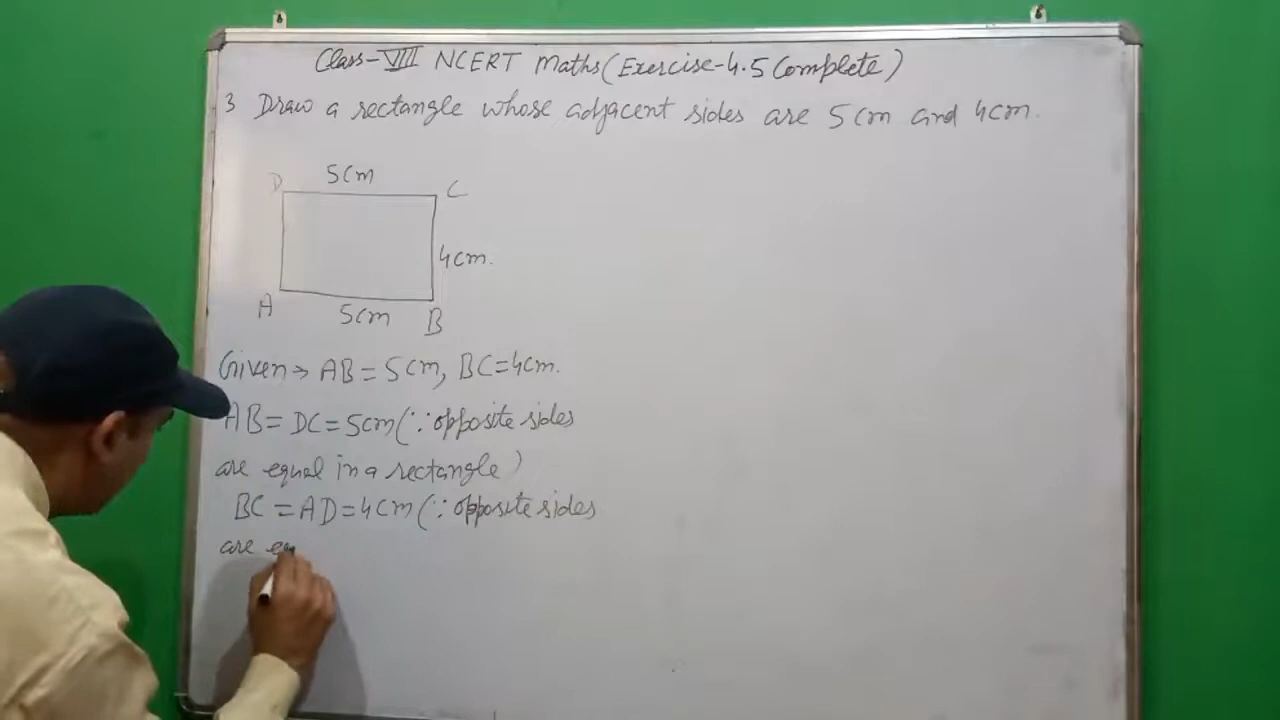 Class-VIII NCERT Maths (Exercise-4.5 Complete)
3 Draw a rectangle whose adjacent sides are 5cm and 4cm.
5cm
D C
4cm.
A B
5cm
Given → AB = 5cm, BC=4cm.
AB = DC = 5cm (∵ opposite sides
are equal in a rectangle)
BC = AD = 4cm (∵ opposite sides
are eq